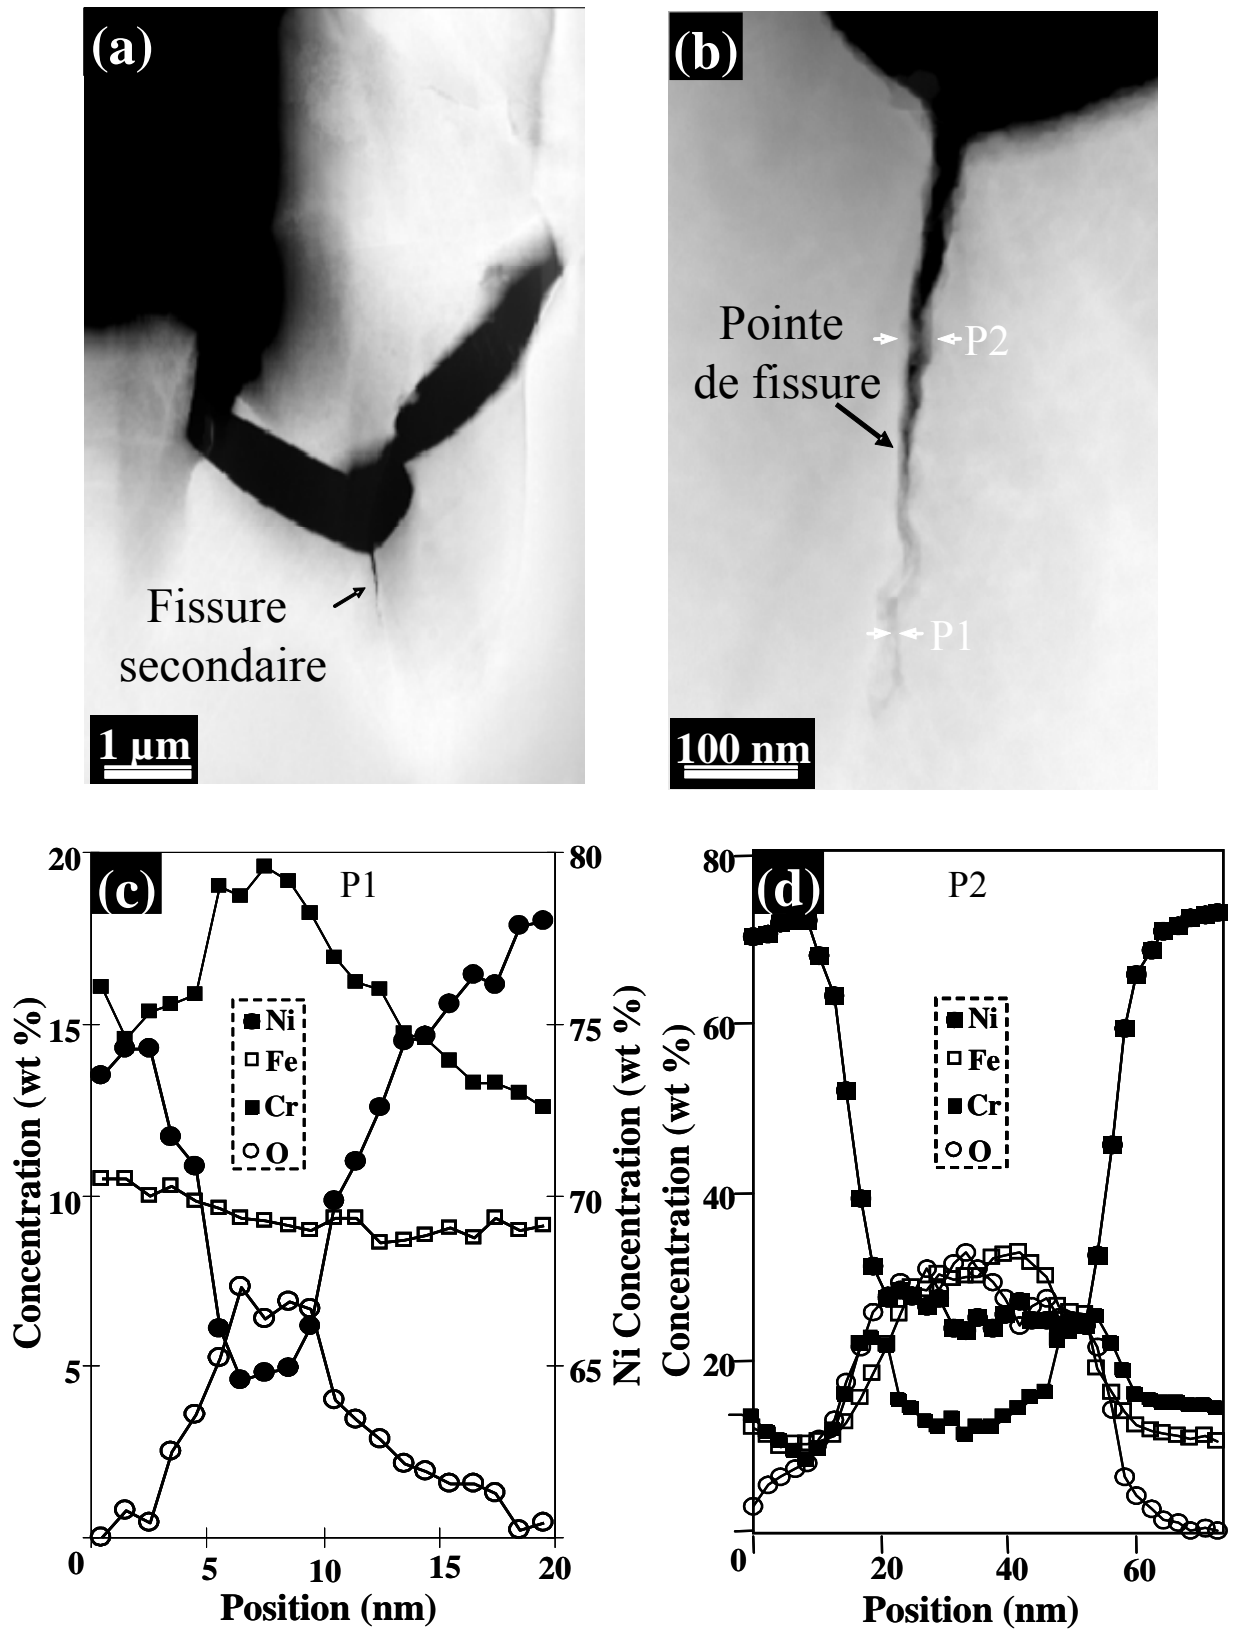 (a)
Fissure
secondaire
1 µm
(b)
Pointe
de fissure
P2
P1
100 nm
(c)
P1
20
15
10
5
0
80
75
70
65
Concentration (wt %)
Ni Concentration (wt %)
Ni
Fe
Cr
O
5
10
15
20
Position (nm)
(d)
P2
80
60
40
20
0
Concentration (wt %)
Ni
Fe
Cr
O
20
40
60
Position (nm)